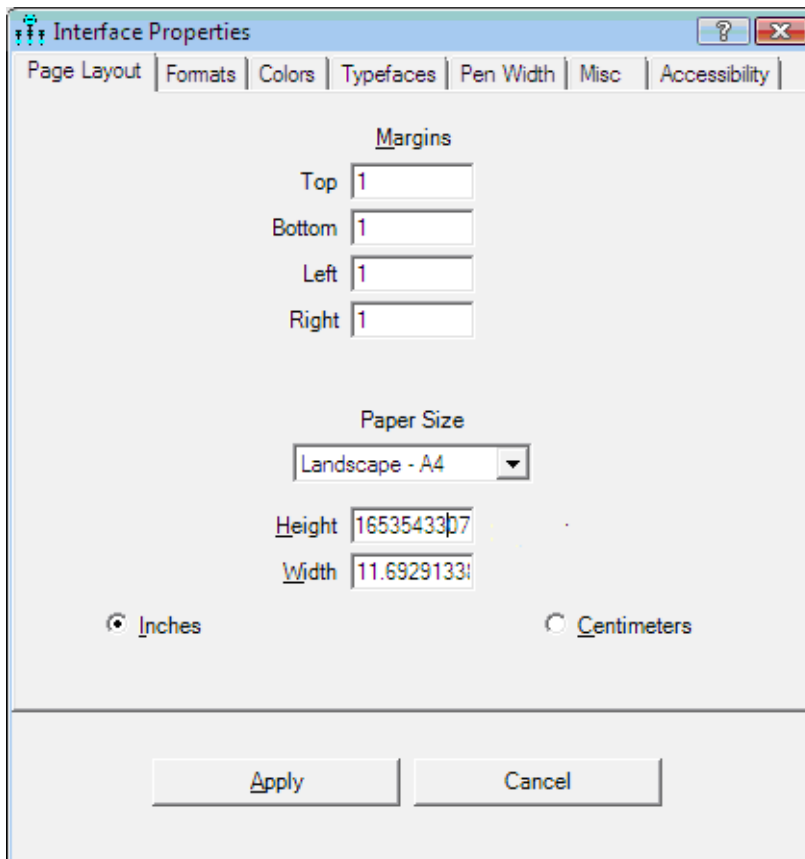 Interface Properties
Page Layout Formats Colors Typefaces Pen Width Misc Accessibility
Margins
Top 1
Bottom 1
Left 1
Right 1
Paper Size
Landscape - A4
Height 1653543307
Width 11.69291338
Inches Centimeters
Apply Cancel